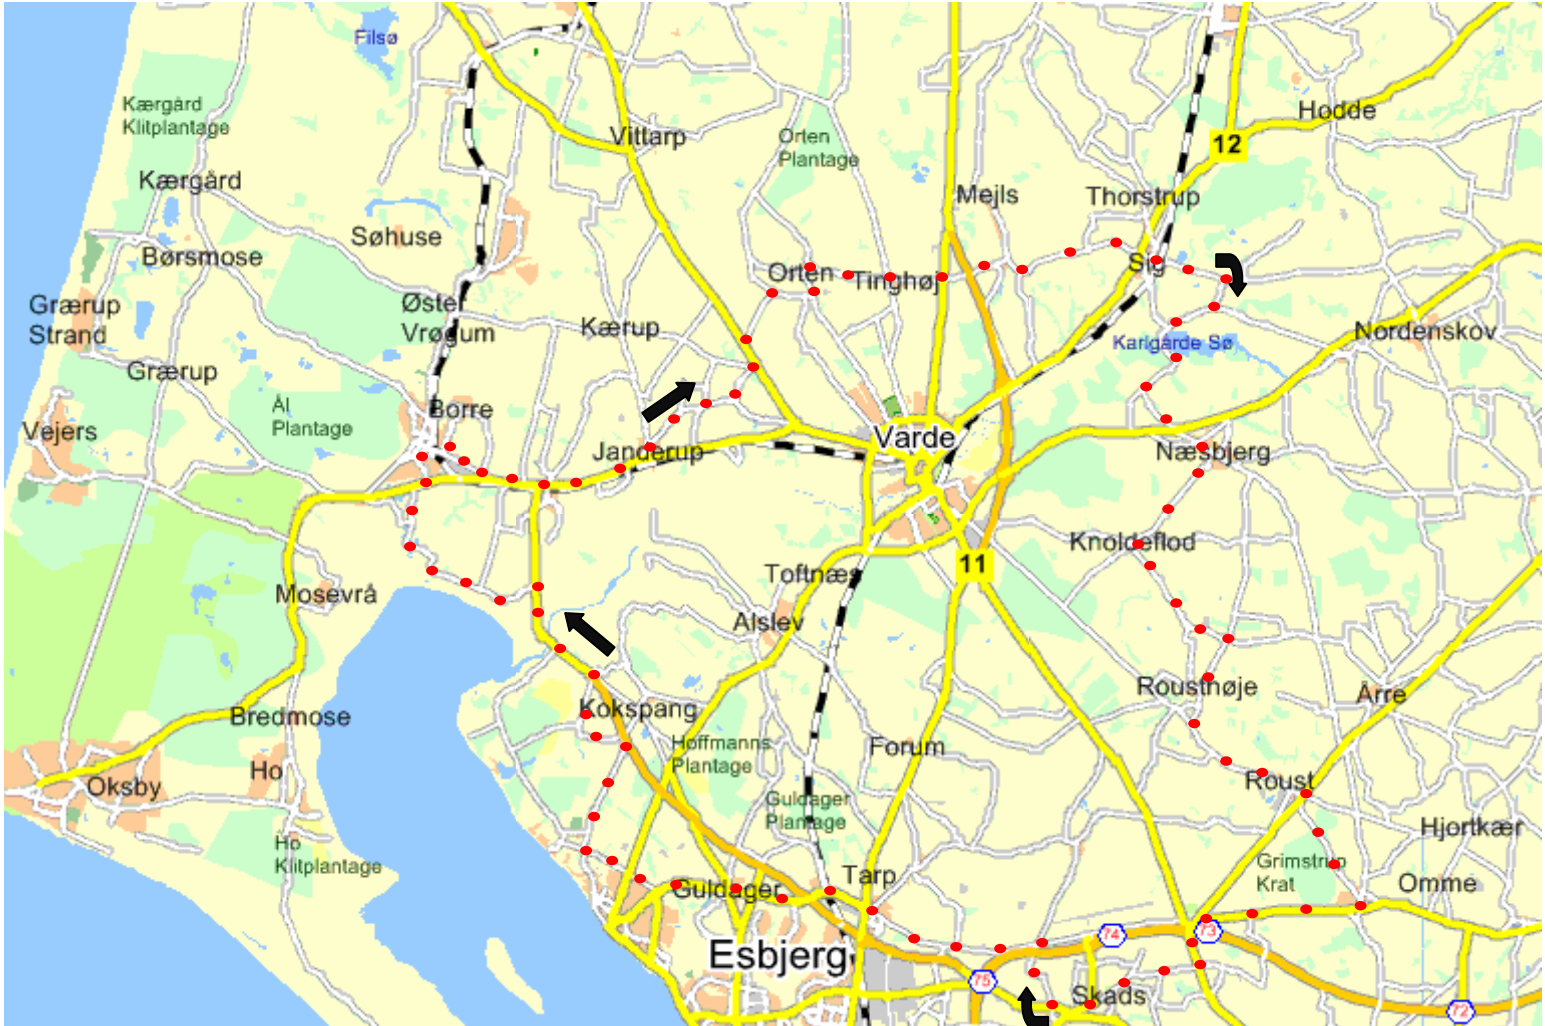 Filsø
Kærgård
Klitplantage
Hodde
Vittarp
Orten
Plantage
12
Kærgård
Mejls
Thorstrup
Søhuse
Børsmose
Sig
Orten
Tinghøj
Grærup
Strand
Øster
Vrøgum
Kærup
Nordenskov
Karlgårde Sø
Grærup
Ål
Plantage
Borre
Vejers
Janderup
Varde
Næsbjerg
Knoldeflod
11
Toftnæs
Mosevrå
Alslev
Rousthøje
Årre
Bredmose
Kokspang
Hoffmanns
Plantage
Forum
Ho
Oksby
Roust
Guldager
Plantage
Hjortkær
Ho
Klitplantage
Grimstrup
Krat
Tarp
Guldager
Omme
74
73
Esbjerg
75
Skads
72